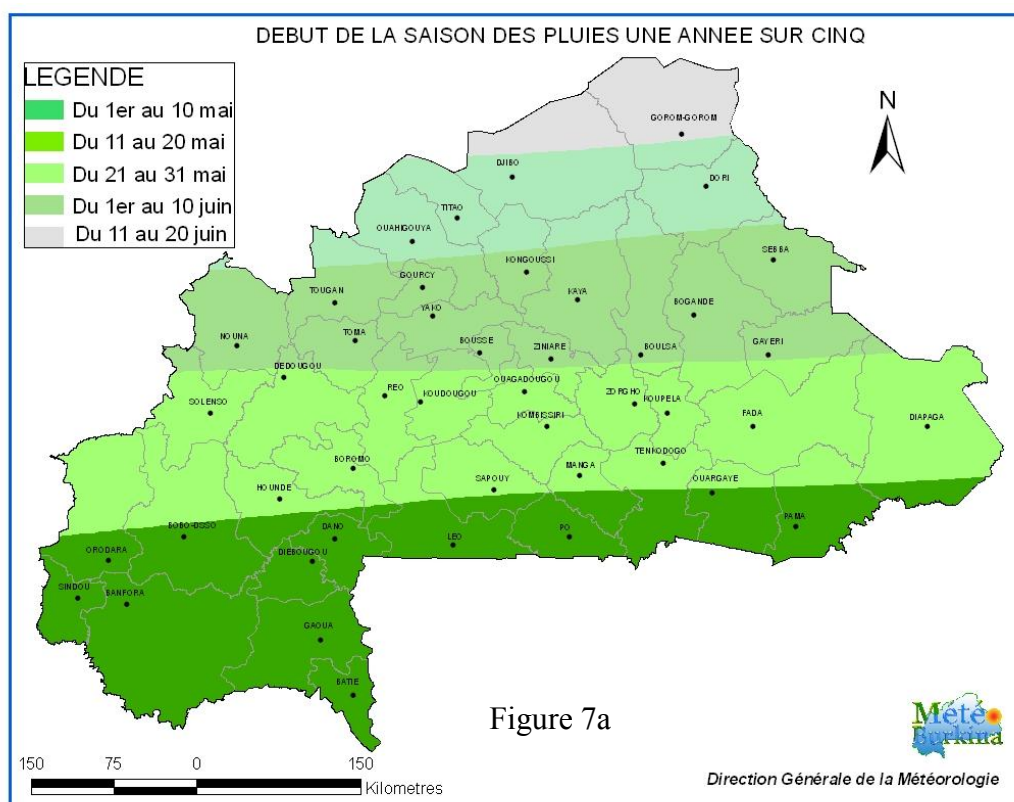 DEBUT DE LA SAISON DES PLUIES UNE ANNEE SUR CINQ
LEGENDE
Du 1er au 10 mai
Du 11 au 20 mai
Du 21 au 31 mai
Du 1er au 10 juin
Du 11 au 20 juin
N
GOROM-GOROM
DJIBO
DORI
TITAO
OUAHIGOUYA
SEBBA
KONGOUSSI
GOURCY
TOUGAN
KAYA
BOGANDE
YAKO
TOMA
NOUNA
BOUSSE
ZINIARE
BOULSA
GAYERI
DEDOUGOU
OUAGADOUGOU
REO
KOUDOUGOU
ZORGHO
KOUPELA
SOLENSO
KOMBISSIRI
FADA
DIAPAGA
TENKODOGO
BOROMO
MANGA
SAPOUY
HOUNDE
OUARGAYE
BOBO-DSSO
DANO
LEO
PO
PAMA
ORODARA
DIEBOUGOU
SINDOU
BANFORA
GAOUA
BATIE
Figure 7a
Météo
Burkina
150 75 0 150
Kilometres
Direction Générale de la Météorologie